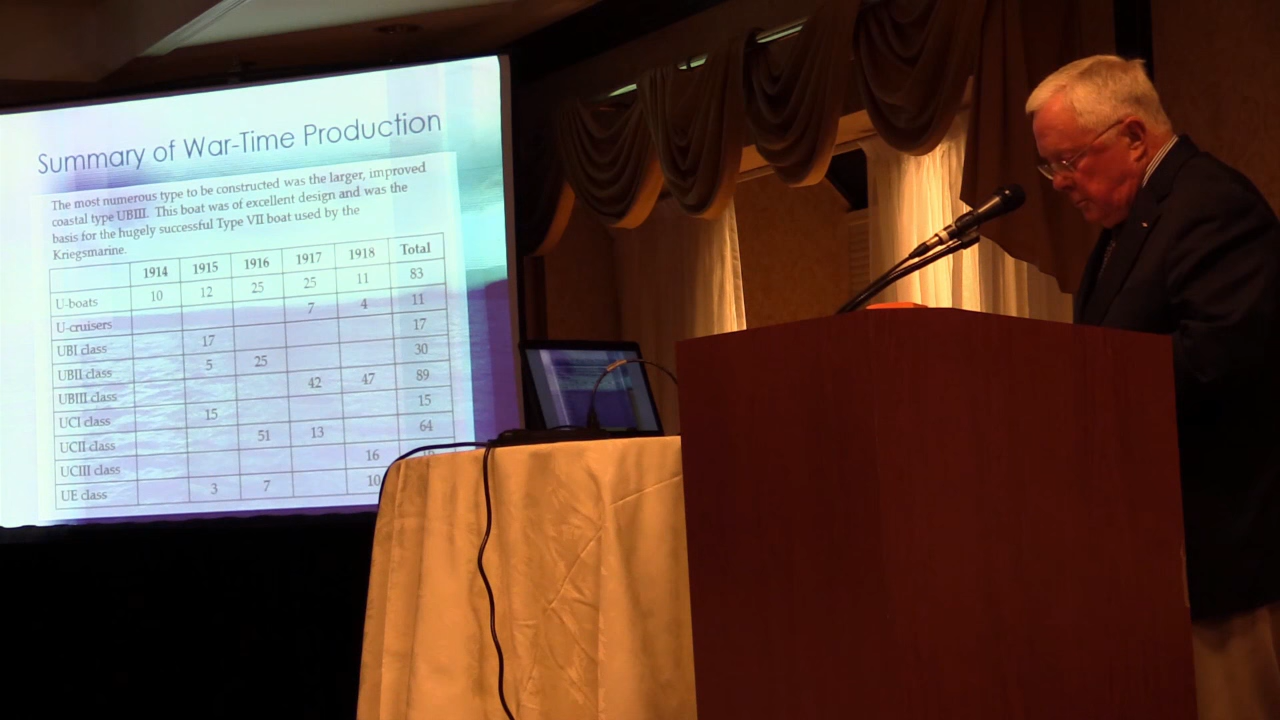 Summary of War-Time Production
The most numerous type to be constructed was the larger, improved
coastal type UBIII. This boat was of excellent design and was the
basis for the hugely successful Type VII boat used by the
Kriegsmarine.
1914 1915 1916 1917 1918 Total
U-boats 10 12 25 25 11 83
U-cruisers 7 4 11
UBI class 17 17
UBII class 5 25 30
UBIII class 42 47 89
UCI class 15 15
UCII class 51 13 64
UCIII class 16
UE class 3 7 10